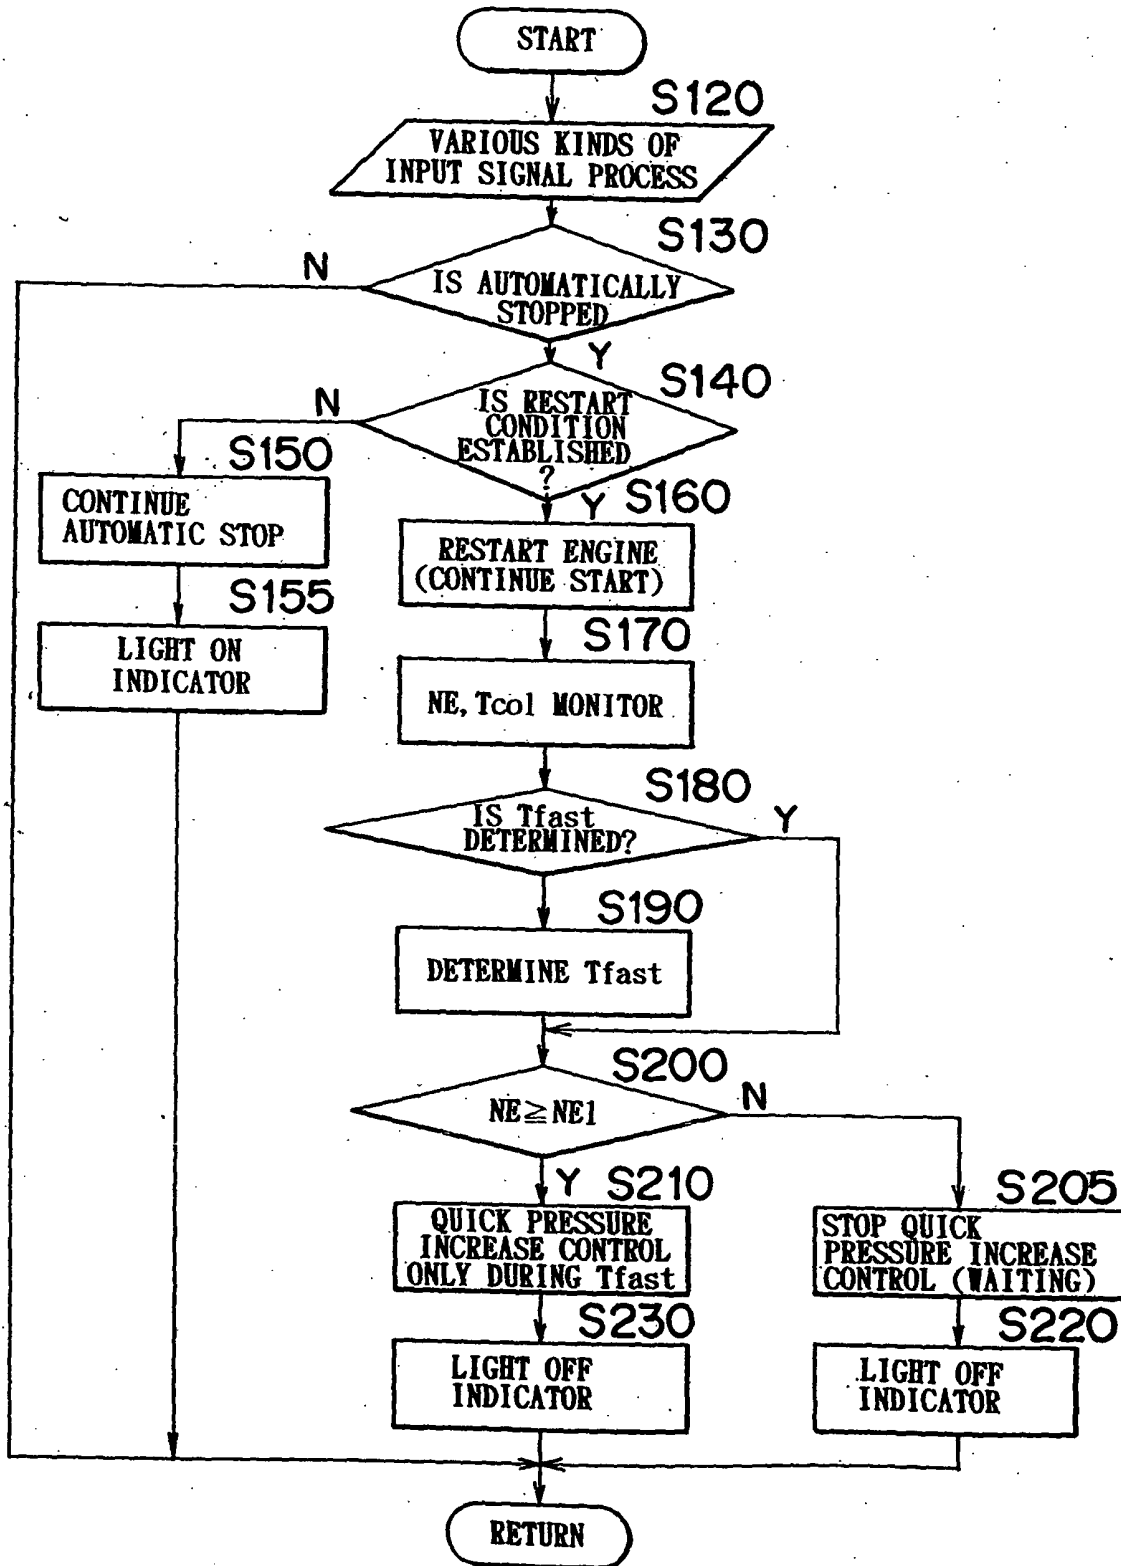 START
S120
VARIOUS KINDS OF
INPUT SIGNAL PROCESS
S130
N
IS AUTOMATICALLY
STOPPED
Y
S140
N
IS RESTART
CONDITION
ESTABLISHED
?
S150
CONTINUE
AUTOMATIC STOP
Y
S160
RESTART ENGINE
(CONTINUE START)
S155
LIGHT ON
INDICATOR
S170
NE, Tcol MONITOR
S180
IS Tfast
DETERMINED?
Y
S190
DETERMINE Tfast
S200
NE≧NE1
N
Y
S210
QUICK PRESSURE
INCREASE CONTROL
ONLY DURING Tfast
S205
STOP QUICK
PRESSURE INCREASE
CONTROL (WAITING)
S230
LIGHT OFF
INDICATOR
S220
LIGHT OFF
INDICATOR
RETURN